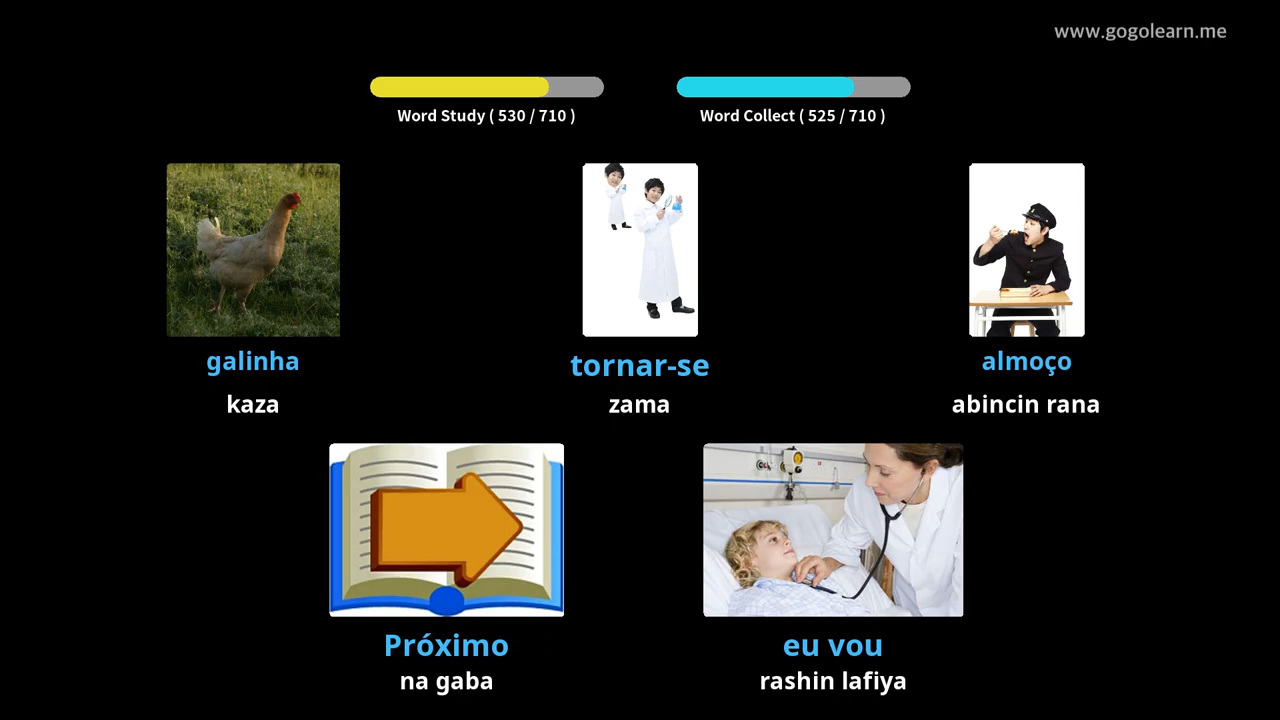 www.gogolearn.me
Word Study ( 530 / 710 )
Word Collect ( 525 / 710 )
galinha
tornar-se
almoço
kaza
zama
abincin rana
Próximo
eu vou
na gaba
rashin lafiya